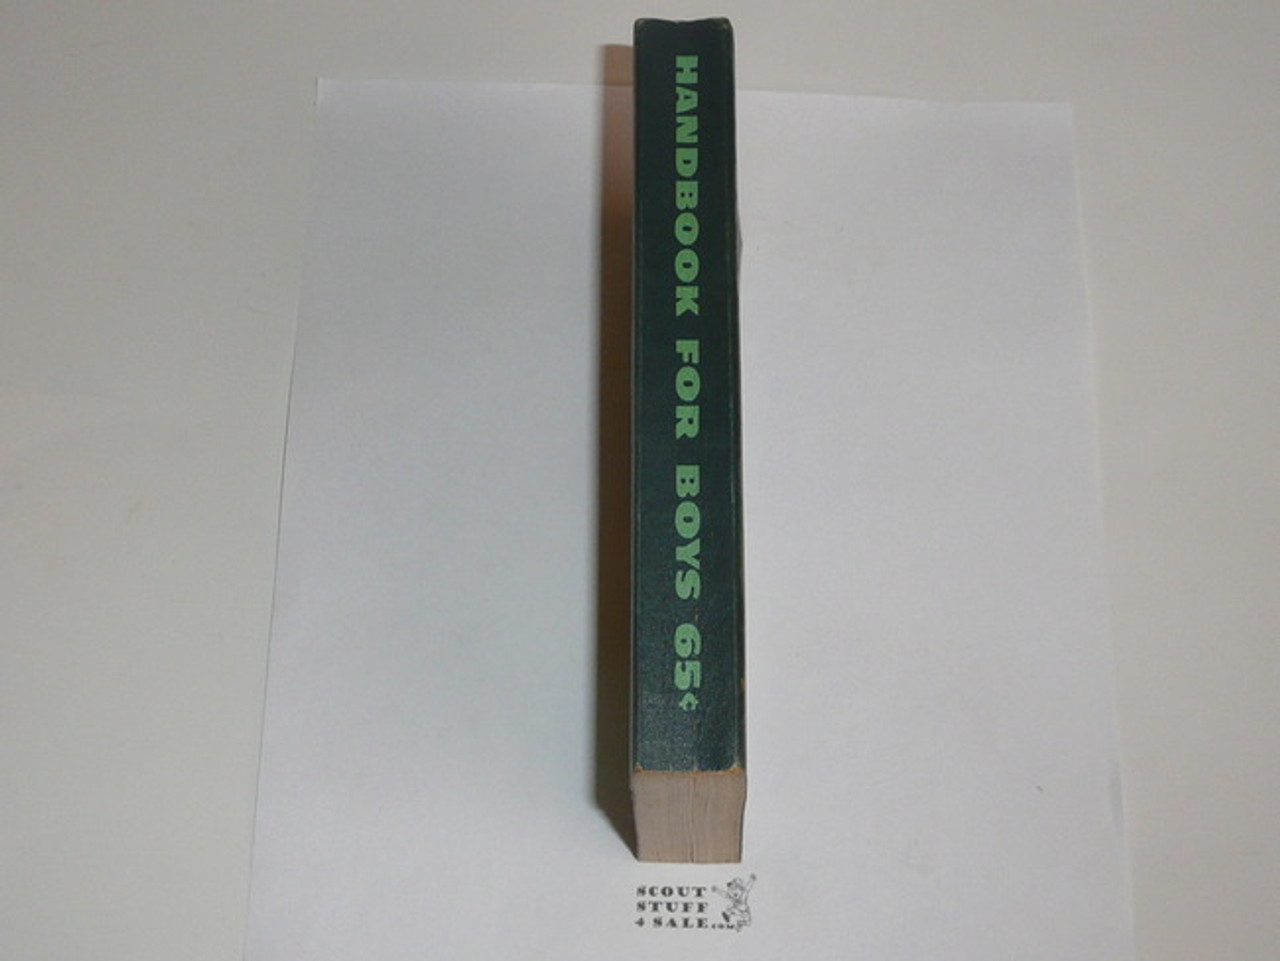 HANDBOOK FOR BOYS 65¢
SCOUT
STUFF
4 SALE.com